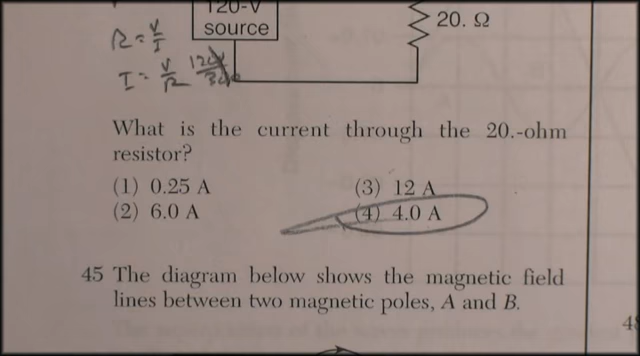 120-V
source
20. Ω
R = V/I
I = V/R
What is the current through the 20.-ohm
resistor?
(1) 0.25 A
(3) 12 A
(2) 6.0 A
(4) 4.0 A
45 The diagram below shows the magnetic field
lines between two magnetic poles, A and B.